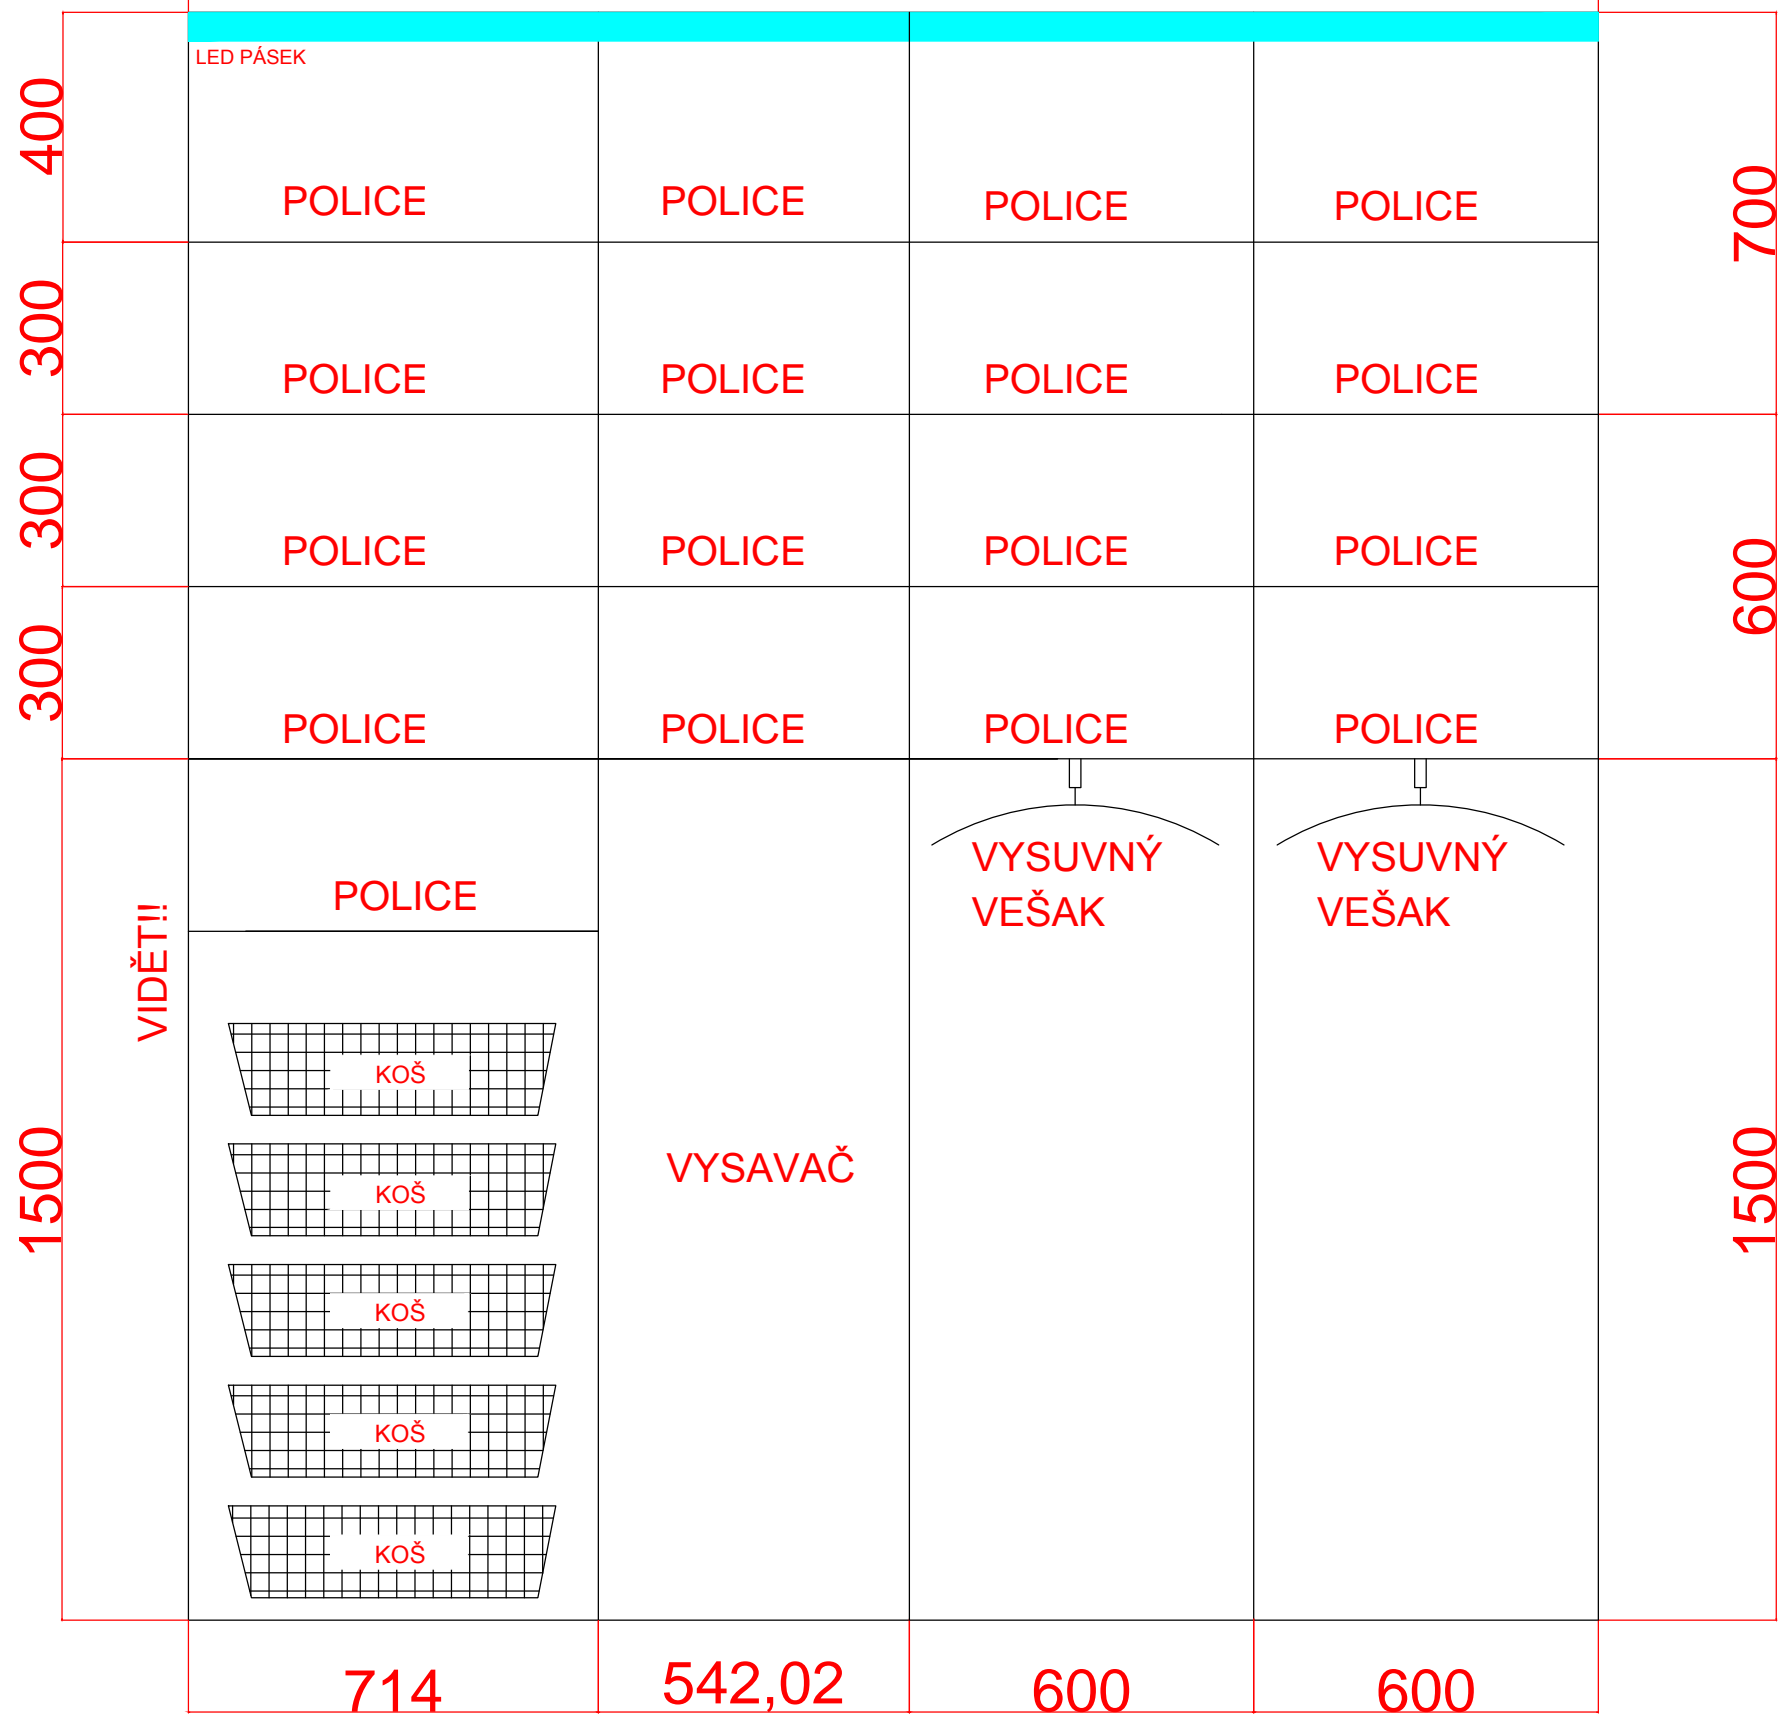 LED PÁSEK
400
POLICE POLICE POLICE POLICE
700
300
POLICE POLICE POLICE POLICE
300
POLICE POLICE POLICE POLICE
600
300
POLICE POLICE POLICE POLICE
VYSUVNÝ
VEŠAK
VYSUVNÝ
VEŠAK
POLICE
VIDĚT!!
KOŠ
KOŠ
KOŠ
KOŠ
KOŠ
VYSAVAČ
1500
1500
714
542,02
600
600